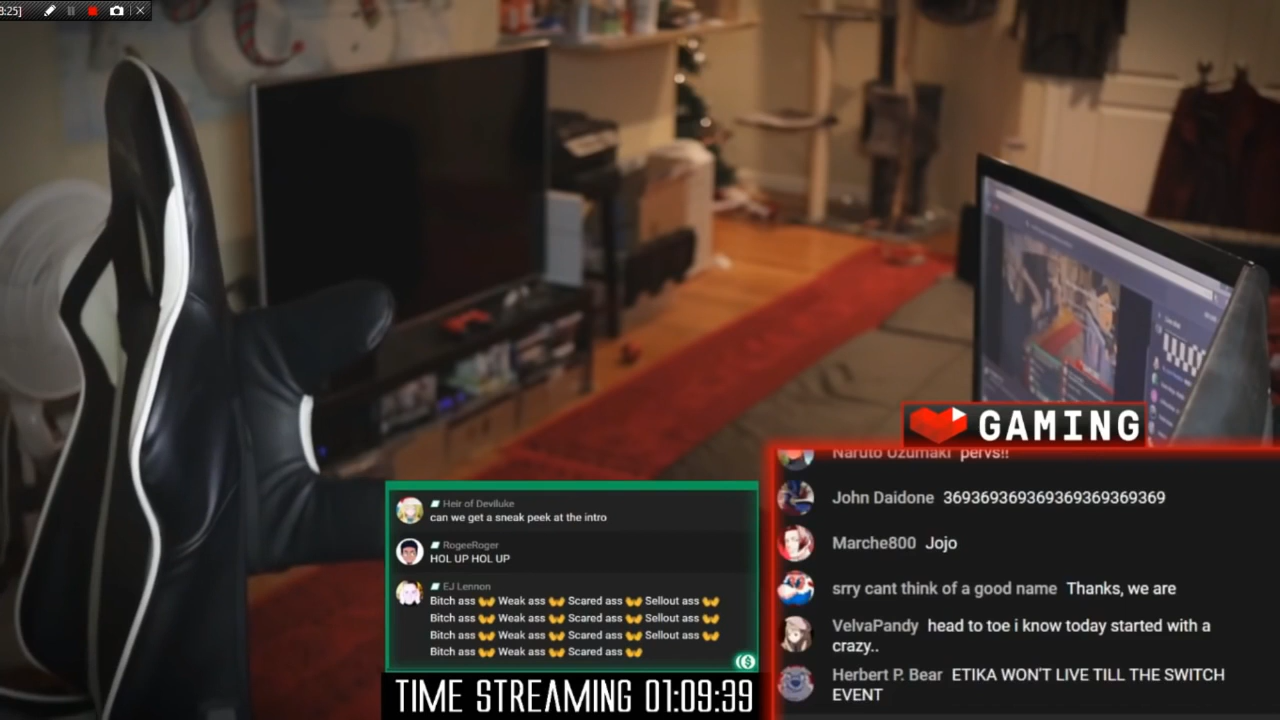 3:25]
GAMING
Naruto Uzumaki pervs!!
John Daidone 369369369369369369369369
Marche800 Jojo
srry cant think of a good name Thanks, we are
VelvaPandy head to toe i know today started with a
crazy..
Herbert P. Bear ETIKA WON'T LIVE TILL THE SWITCH
EVENT
Heir of Deviluke
can we get a sneak peek at the intro
RogeeRoger
HOL UP HOL UP
EJ Lennon
Bitch ass 👐 Weak ass 👐 Scared ass 👐 Sellout ass 👐
Bitch ass 👐 Weak ass 👐 Scared ass 👐 Sellout ass 👐
Bitch ass 👐 Weak ass 👐 Scared ass 👐 Sellout ass 👐
Bitch ass 👐 Weak ass 👐 Scared ass 👐
TIME STREAMING 01:09:39